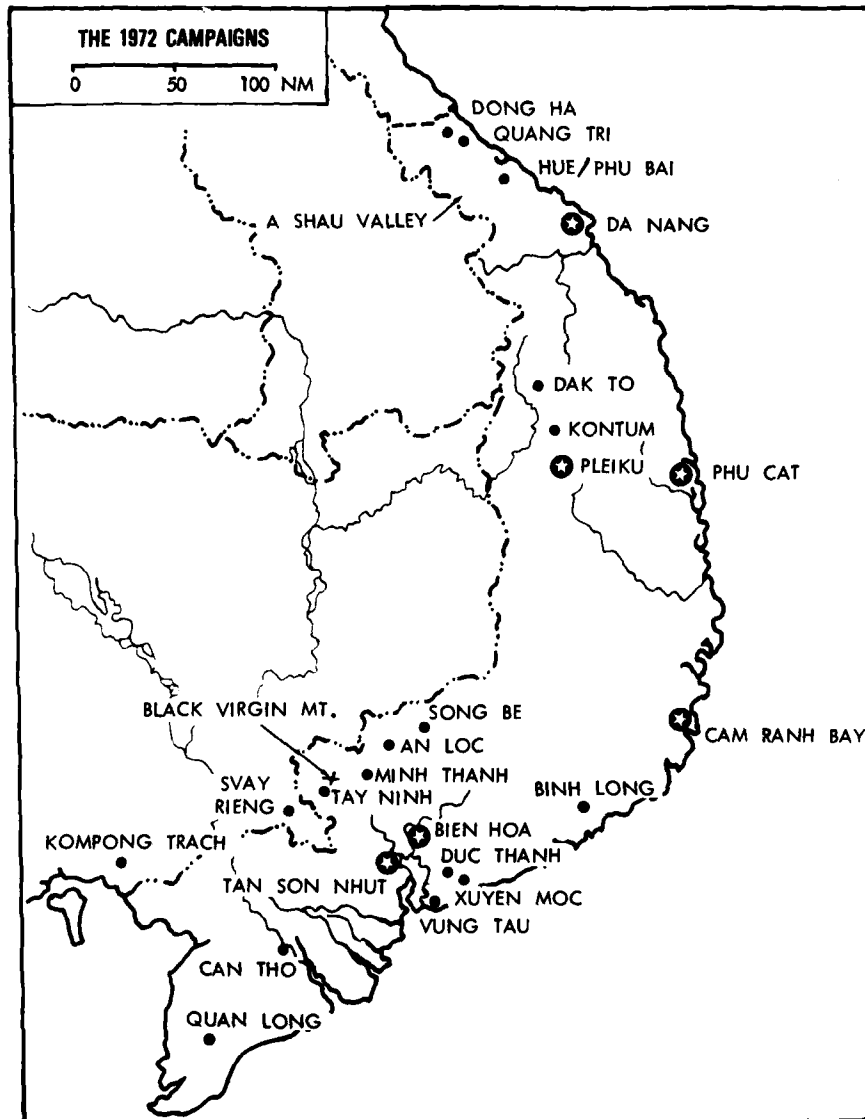 THE 1972 CAMPAIGNS
0 50 100 NM
DONG HA
QUANG TRI
HUE/PHU BAI
A SHAU VALLEY
DA NANG
DAK TO
KONTUM
PLEIKU
PHU CAT
BLACK VIRGIN MT.
SONG BE
CAM RANH BAY
AN LOC
MINH THANH
SVAY
RIENG
TAY NINH
BINH LONG
BIEN HOA
KOMPONG TRACH
DUC THANH
TAN SON NHUT
XUYEN MOC
VUNG TAU
CAN THO
QUAN LONG